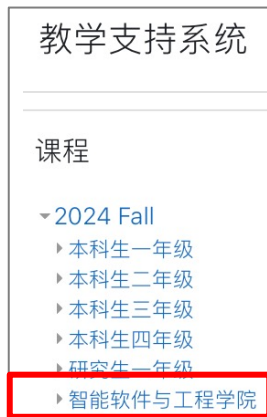 教学支持系统
课程
2024 Fall
本科生一年级
本科生二年级
本科生三年级
本科生四年级
研究生一年级
智能软件与工程学院